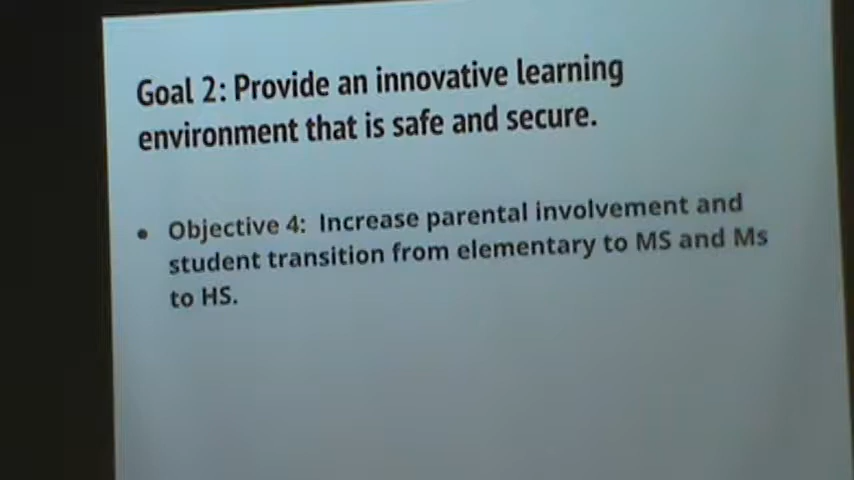 Goal 2: Provide an innovative learning
environment that is safe and secure.
• Objective 4: Increase parental involvement and
student transition from elementary to MS and Ms
to HS.